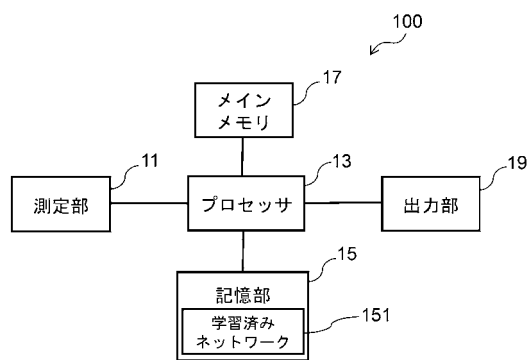 100
17
メイン
メモリ
11
13
19
測定部
プロセッサ
出力部
15
記憶部
151
学習済み
ネットワーク